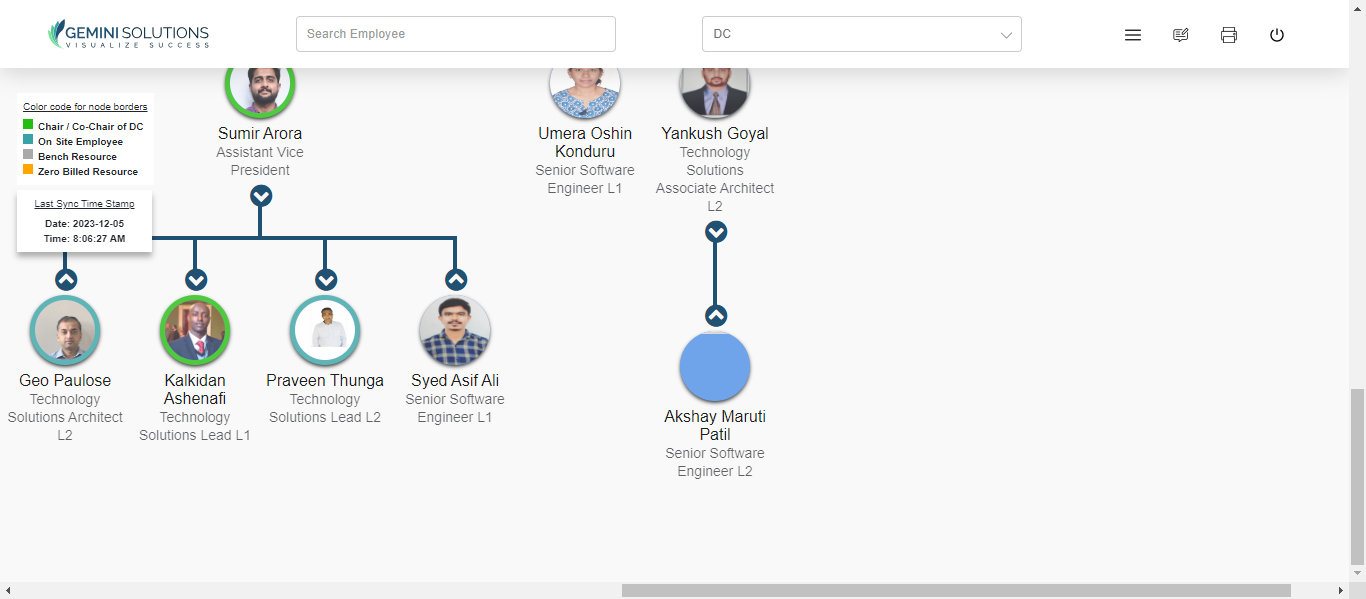 GEMINI SOLUTIONS
VISUALIZE SUCCESS
Search Employee
DC
Color code for node borders
Chair / Co-Chair of DC
On Site Employee
Bench Resource
Zero Billed Resource
Last Sync Time Stamp
Date: 2023-12-05
Time: 8:06:27 AM
Sumir Arora
Assistant Vice
President
Umera Oshin
Konduru
Senior Software
Engineer L1
Yankush Goyal
Technology
Solutions
Associate Architect
L2
Geo Paulose
Technology
Solutions Architect
L2
Kalkidan
Ashenafi
Technology
Solutions Lead L1
Praveen Thunga
Technology
Solutions Lead L2
Syed Asif Ali
Senior Software
Engineer L1
Akshay Maruti
Patil
Senior Software
Engineer L2